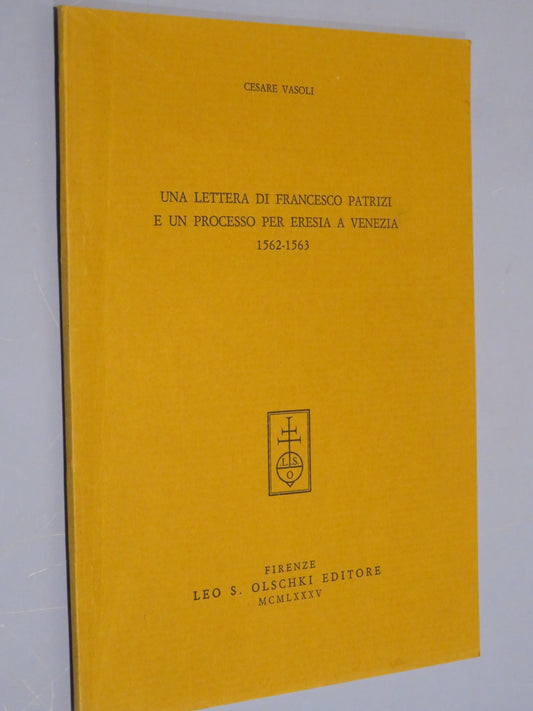 CESARE VASOLI
UNA LETTERA DI FRANCESCO PATRIZI
E UN PROCESSO PER ERESIA A VENEZIA
1562-1563
L. S.
O
FIRENZE
LEO S. OLSCHKI EDITORE
MCMLXXXV